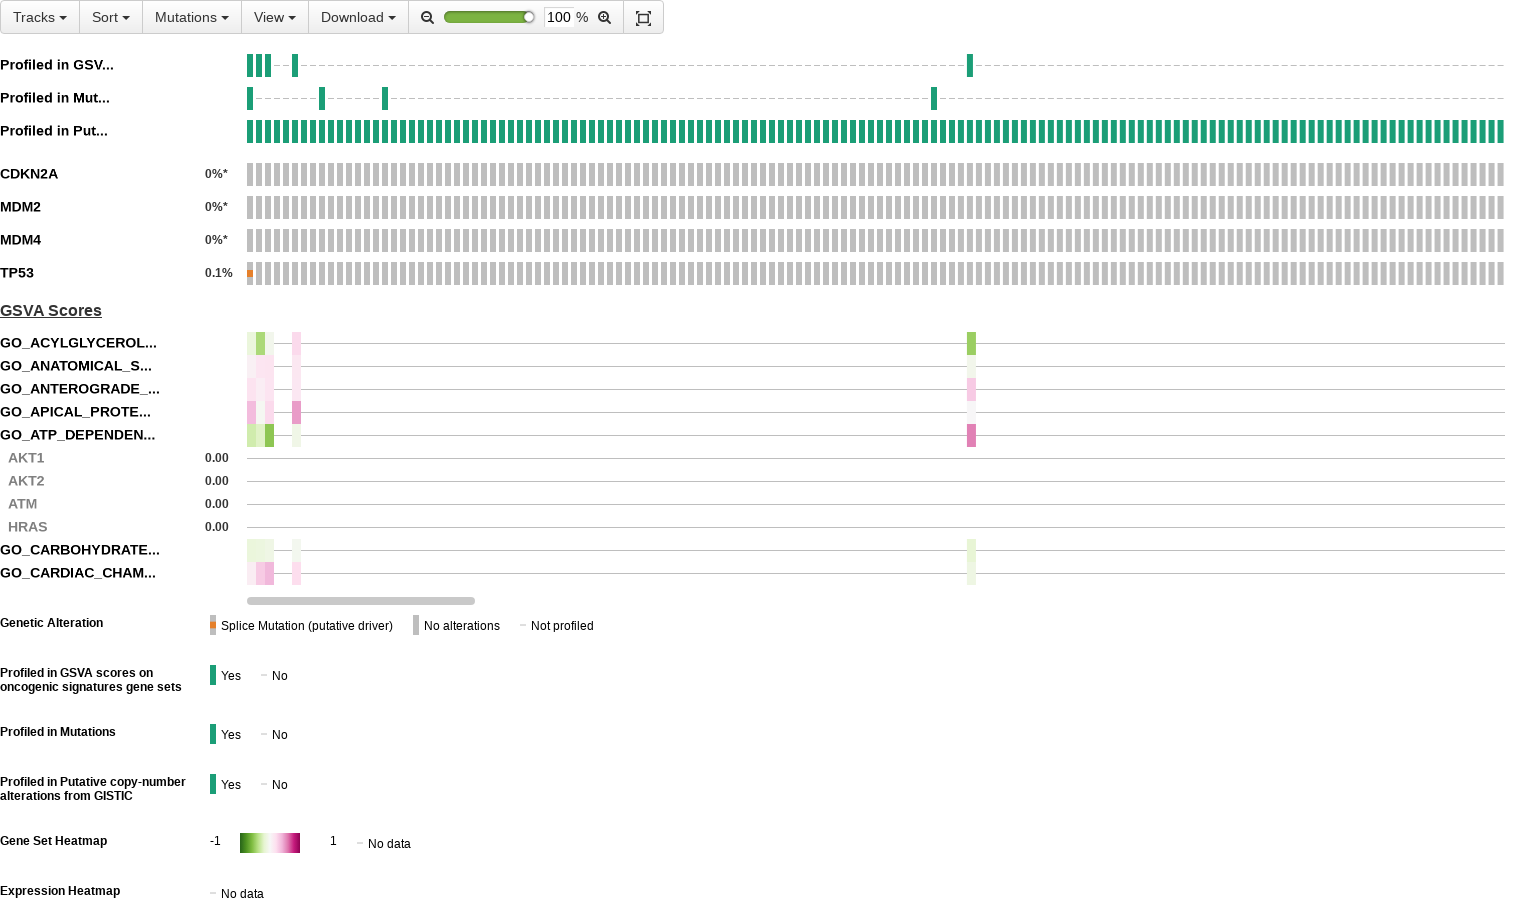 Tracks Sort Mutations View Download 100 %
Profiled in GSV...
Profiled in Mut...
Profiled in Put...
CDKN2A 0%*
MDM2 0%*
MDM4 0%*
TP53 0.1%
GSVA Scores
GO_ACYLGLYCEROL...
GO_ANATOMICAL_S...
GO_ANTEROGRADE_...
GO_APICAL_PROTE...
GO_ATP_DEPENDEN...
AKT1 0.00
AKT2 0.00
ATM 0.00
HRAS 0.00
GO_CARBOHYDRATE...
GO_CARDIAC_CHAM...
Genetic Alteration Splice Mutation (putative driver) No alterations Not profiled
Profiled in GSVA scores on
oncogenic signatures gene sets Yes No
Profiled in Mutations Yes No
Profiled in Putative copy-number
alterations from GISTIC Yes No
Gene Set Heatmap -1 1 No data
Expression Heatmap No data